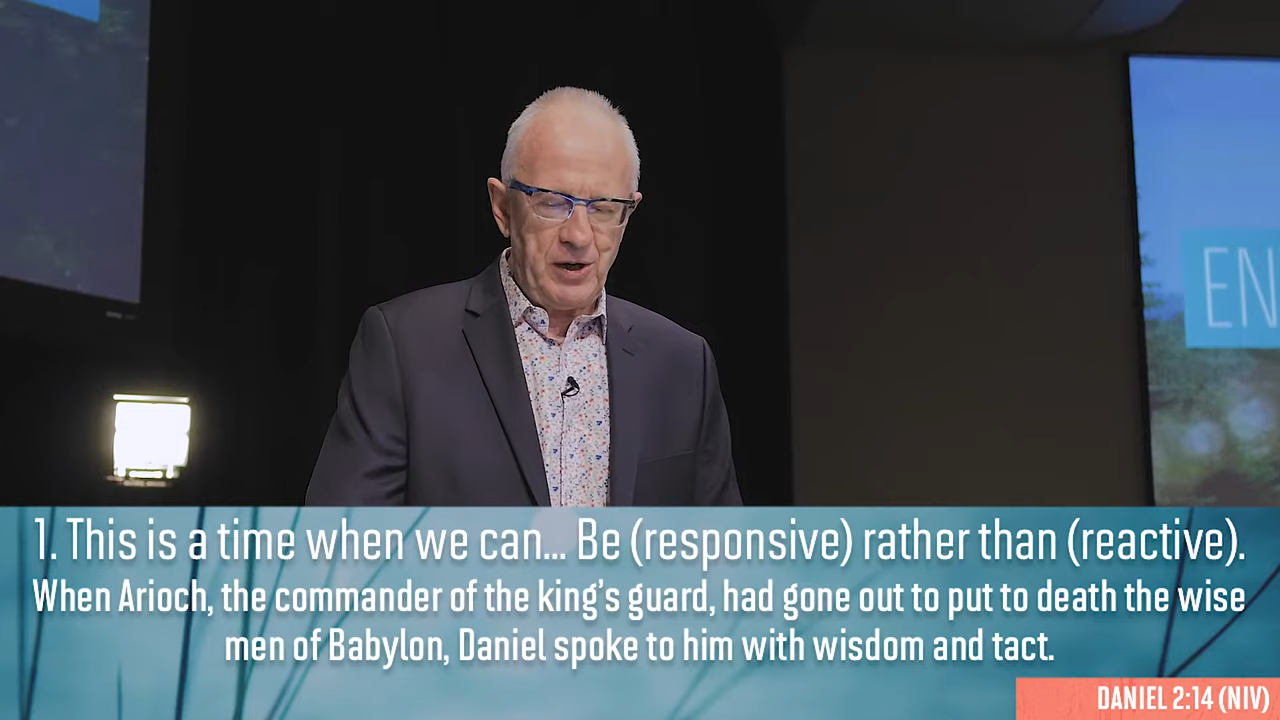 EN
1. This is a time when we can... Be (responsive) rather than (reactive).
When Arioch, the commander of the king's guard, had gone out to put to death the wise
men of Babylon, Daniel spoke to him with wisdom and tact.
DANIEL 2:14 (NIV)